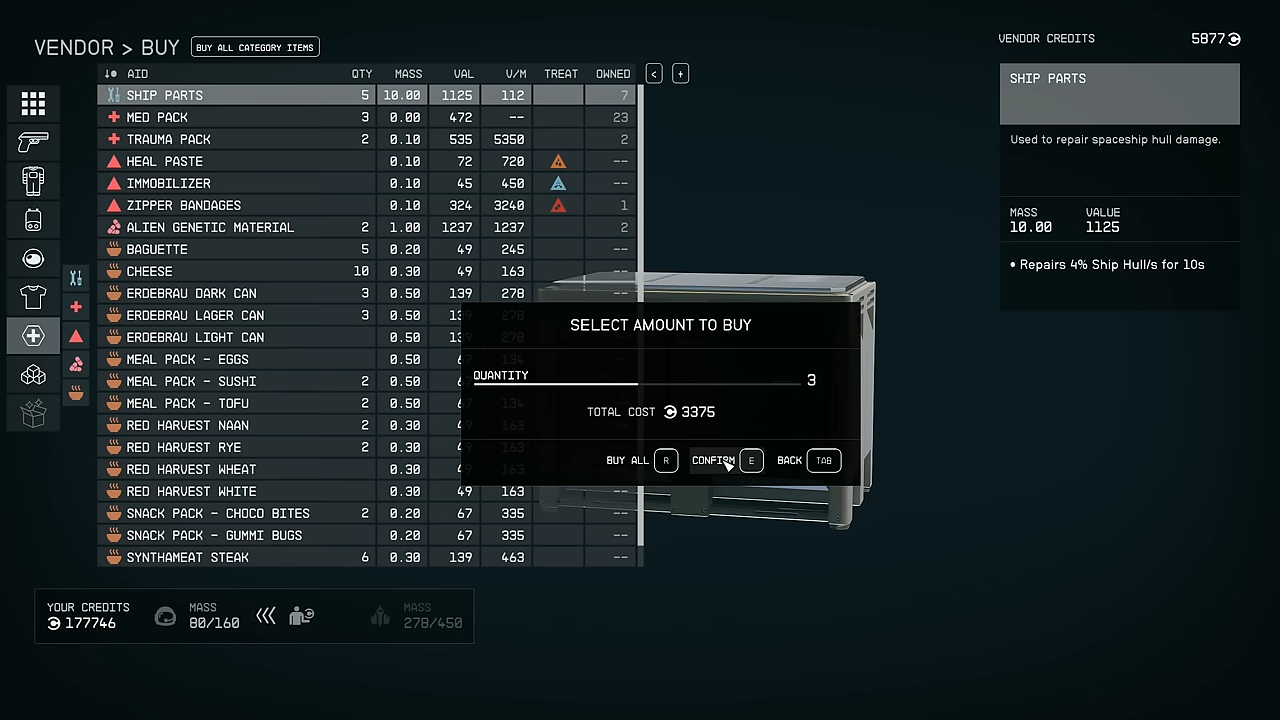 VENDOR > BUY BUY ALL CATEGORY ITEMS
VENDOR CREDITS 5877
AID QTY MASS VAL V/M TREAT OWNED < +
SHIP PARTS 5 10.00 1125 112 7
MED PACK 3 0.00 472 -- 23
TRAUMA PACK 2 0.10 535 5350 2
HEAL PASTE 0.10 72 720 --
IMMOBILIZER 0.10 45 450 --
ZIPPER BANDAGES 0.10 324 3240 1
ALIEN GENETIC MATERIAL 2 1.00 1237 1237 2
BAGUETTE 5 0.20 49 245 --
CHEESE 10 0.30 49 163 --
ERDEBRAU DARK CAN 3 0.50 139 278 --
ERDEBRAU LAGER CAN 3 0.50 278
ERDEBRAU LIGHT CAN 0.50 278
MEAL PACK - EGGS 0.50 134
MEAL PACK - SUSHI 2 0.50 134
MEAL PACK - TOFU 2 0.50 134
RED HARVEST NAAN 2 0.30 163
RED HARVEST RYE 2 0.30 163
RED HARVEST WHEAT 0.30 163
RED HARVEST WHITE 0.30 49 163 --
SNACK PACK - CHOCO BITES 2 0.20 67 335 --
SNACK PACK - GUMMI BUGS 0.20 67 335 --
SYNTHAMEAT STEAK 6 0.30 139 463 --
SELECT AMOUNT TO BUY
QUANTITY 3
TOTAL COST 3375
BUY ALL R CONFIRM E BACK TAB
SHIP PARTS
Used to repair spaceship hull damage.
MASS VALUE
10.00 1125
• Repairs 4% Ship Hull/s for 10s
YOUR CREDITS MASS MASS
177746 80/160 278/450